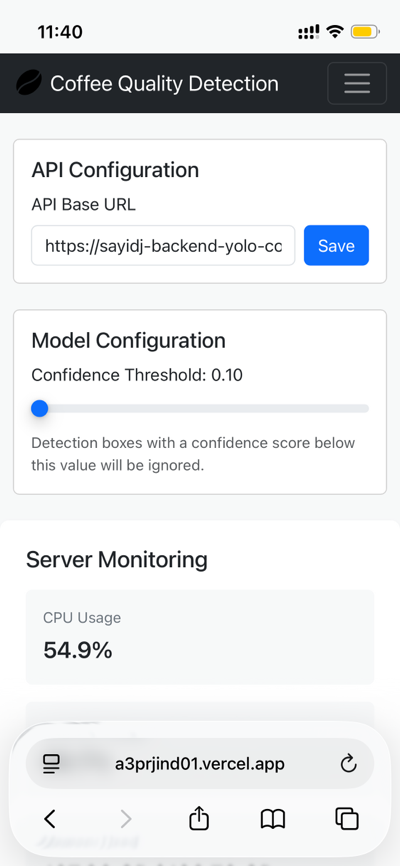 11:40
Coffee Quality Detection
API Configuration
API Base URL
https://sayidj-backend-yolo-cc
Save
Model Configuration
Confidence Threshold: 0.10
Detection boxes with a confidence score below
this value will be ignored.
Server Monitoring
CPU Usage
54.9%
a3prjind01.vercel.app